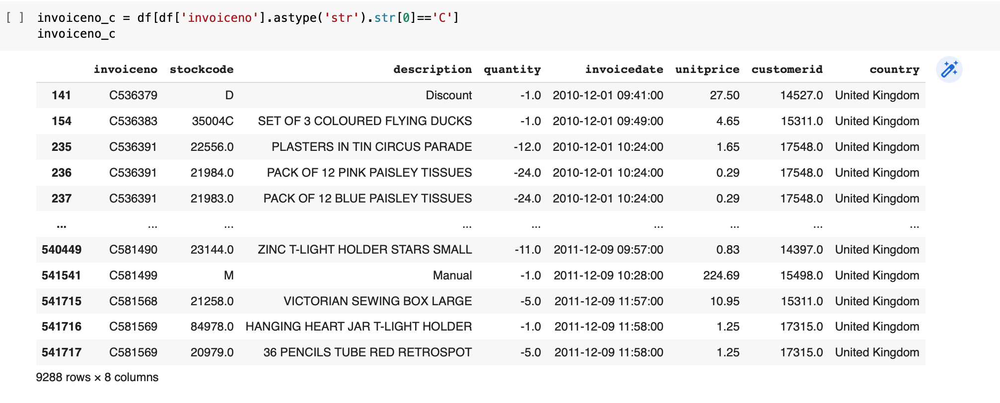 [ ] invoiceno_c = df[df['invoiceno'].astype('str').str[0]=='C']
invoiceno_c
invoiceno stockcode description quantity invoicedate unitprice customerid country
141 C536379 D Discount -1.0 2010-12-01 09:41:00 27.50 14527.0 United Kingdom
154 C536383 35004C SET OF 3 COLOURED FLYING DUCKS -1.0 2010-12-01 09:49:00 4.65 15311.0 United Kingdom
235 C536391 22556.0 PLASTERS IN TIN CIRCUS PARADE -12.0 2010-12-01 10:24:00 1.65 17548.0 United Kingdom
236 C536391 21984.0 PACK OF 12 PINK PAISLEY TISSUES -24.0 2010-12-01 10:24:00 0.29 17548.0 United Kingdom
237 C536391 21983.0 PACK OF 12 BLUE PAISLEY TISSUES -24.0 2010-12-01 10:24:00 0.29 17548.0 United Kingdom
... ... ... ... ... ... ... ... ...
540449 C581490 23144.0 ZINC T-LIGHT HOLDER STARS SMALL -11.0 2011-12-09 09:57:00 0.83 14397.0 United Kingdom
541541 C581499 M Manual -1.0 2011-12-09 10:28:00 224.69 15498.0 United Kingdom
541715 C581568 21258.0 VICTORIAN SEWING BOX LARGE -5.0 2011-12-09 11:57:00 10.95 15311.0 United Kingdom
541716 C581569 84978.0 HANGING HEART JAR T-LIGHT HOLDER -1.0 2011-12-09 11:58:00 1.25 17315.0 United Kingdom
541717 C581569 20979.0 36 PENCILS TUBE RED RETROSPOT -5.0 2011-12-09 11:58:00 1.25 17315.0 United Kingdom
9288 rows × 8 columns